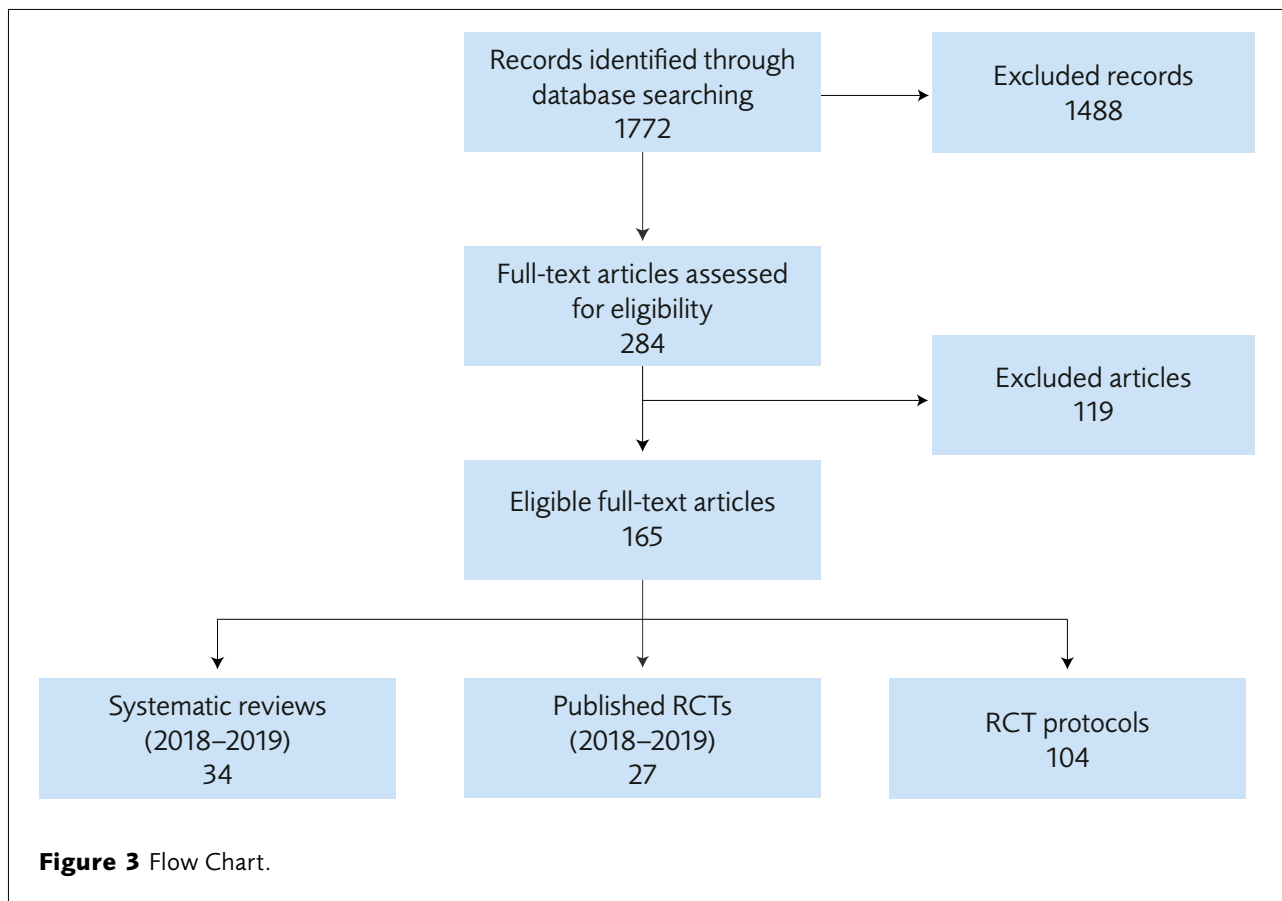 Records identified through
database searching
1772
Excluded records
1488
Full-text articles assessed
for eligibility
284
Excluded articles
119
Eligible full-text articles
165
Systematic reviews
(2018–2019)
34
Published RCTs
(2018–2019)
27
RCT protocols
104
Figure 3 Flow Chart.